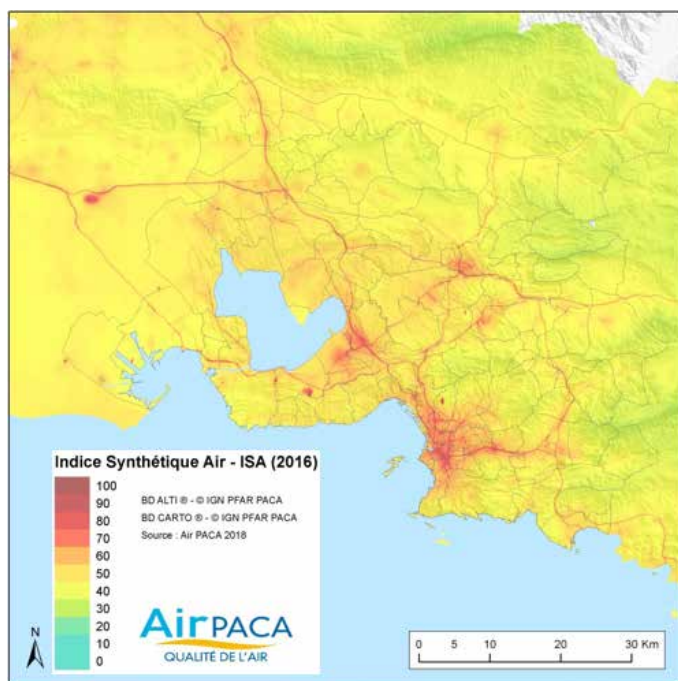 Indice Synthétique Air - ISA (2016)
100
90
80
70
60
50
40
30
20
10
0
BD ALTI ® - © IGN PFAR PACA
BD CARTO ® - © IGN PFAR PACA
Source : Air PACA 2018
AirPACA
QUALITÉ DE L'AIR
N
0 5 10 20 30 Km